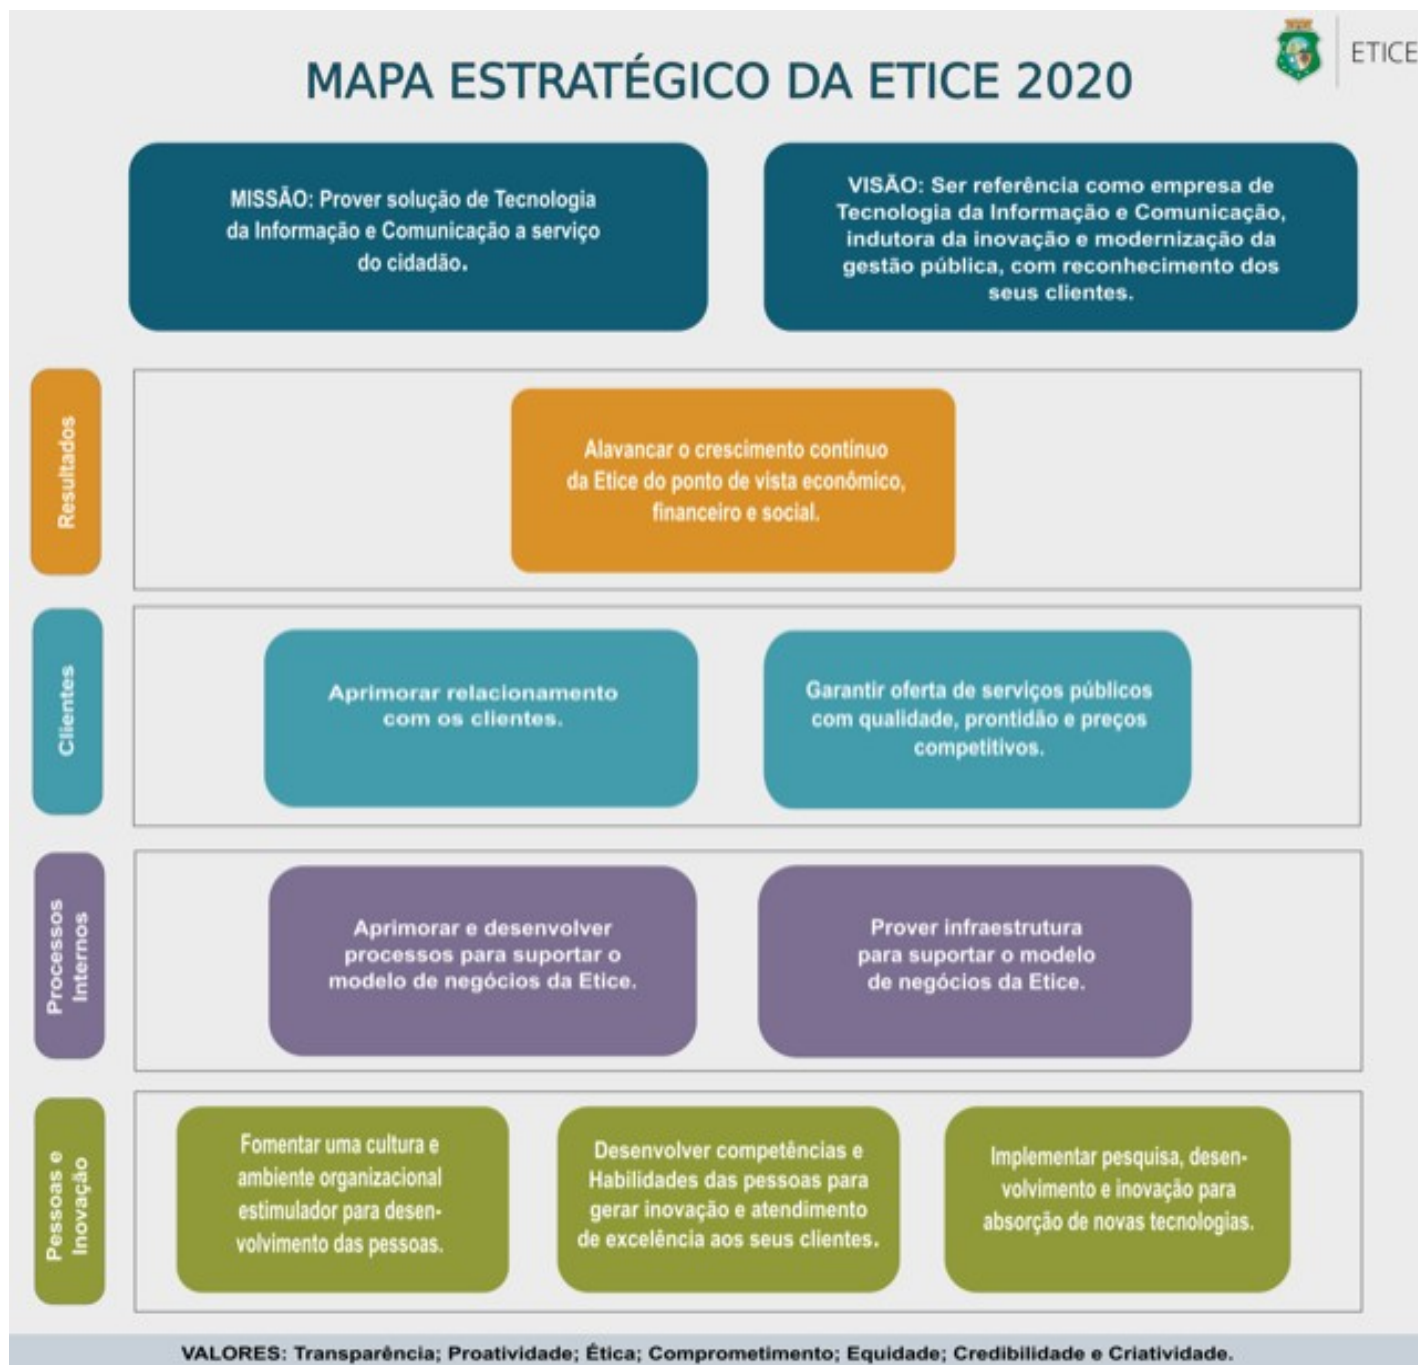 ETICE
MAPA ESTRATÉGICO DA ETICE 2020
MISSÃO: Prover solução de Tecnologia
da Informação e Comunicação a serviço
do cidadão.
VISÃO: Ser referência como empresa de
Tecnologia da Informação e Comunicação,
indutora da inovação e modernização da
gestão pública, com reconhecimento dos
seus clientes.
Resultados
Alavancar o crescimento contínuo
da Etice do ponto de vista econômico,
financeiro e social.
Clientes
Aprimorar relacionamento
com os clientes.
Garantir oferta de serviços públicos
com qualidade, prontidão e preços
competitivos.
Processos
Internos
Aprimorar e desenvolver
processos para suportar o
modelo de negócios da Etice.
Prover infraestrutura
para suportar o modelo
de negócios da Etice.
Pessoas e
Inovação
Fomentar uma cultura e
ambiente organizacional
estimulador para desen-
volvimento das pessoas.
Desenvolver competências e
Habilidades das pessoas para
gerar inovação e atendimento
de excelência aos seus clientes.
Implementar pesquisa, desen-
volvimento e inovação para
absorção de novas tecnologias.
VALORES: Transparência; Proatividade; Ética; Comprometimento; Equidade; Credibilidade e Criatividade.